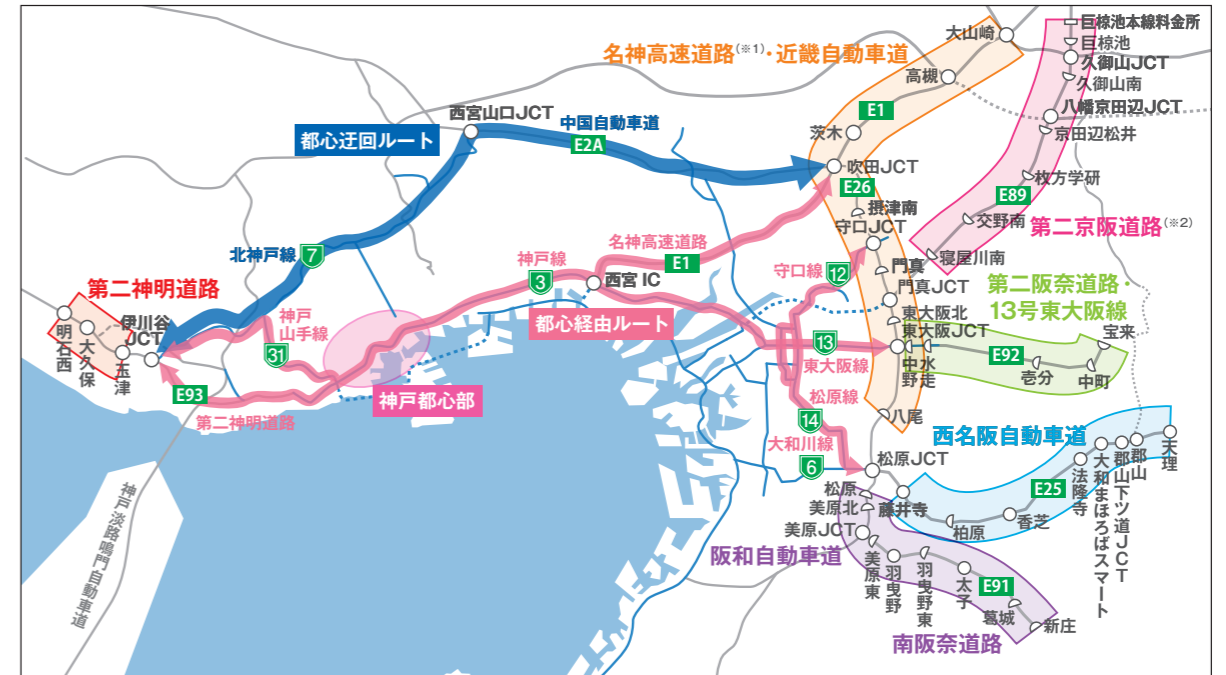 名神高速道路(※1)・近畿自動車道
大山崎
高槻
E1
茨木
吹田JCT
E26
摂津南
守口JCT
門真
門真JCT
東大阪北
東大阪JCT
中野
水走
八尾
巨椋池本線料金所
巨椋池
久御山JCT
久御山南
八幡京田辺JCT
京田辺松井
枚方学研
E89
交野南
第二京阪道路(※2)
寝屋川南
第二阪奈道路・
13号東大阪線
宝来
E92
壱分
中町
西宮山口JCT
都心迂回ルート
中国自動車道
E2A
北神戸線
7
第二神明道路
明石西
大久保
玉津
伊川谷
JCT
神戸
山手線
31
E93
第二神明道路
神戸都心部
神戸線
3
西宮 IC
名神高速道路
E1
都心経由ルート
守口線
12
13
東大阪線
松原線
14
大和川線
6
松原JCT
松原
美原北
美原JCT
阪和自動車道
美原東
羽曳野
羽曳野東
太子
E91
葛城
新庄
南阪奈道路
西名阪自動車道
藤井寺
柏原
香芝
E25
法隆寺
大和まほろばスマート
郡山下ツ道JCT
郡山
天理
神戸淡路鳴門自動車道